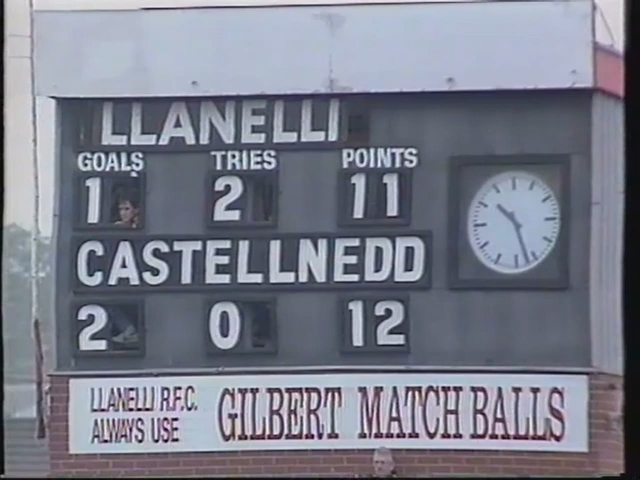 LLANELLI
GOALS TRIES POINTS
1 2 11
CASTELLNEDD
2 0 12
LLANELLI R.F.C. ALWAYS USE
GILBERT MATCH BALLS